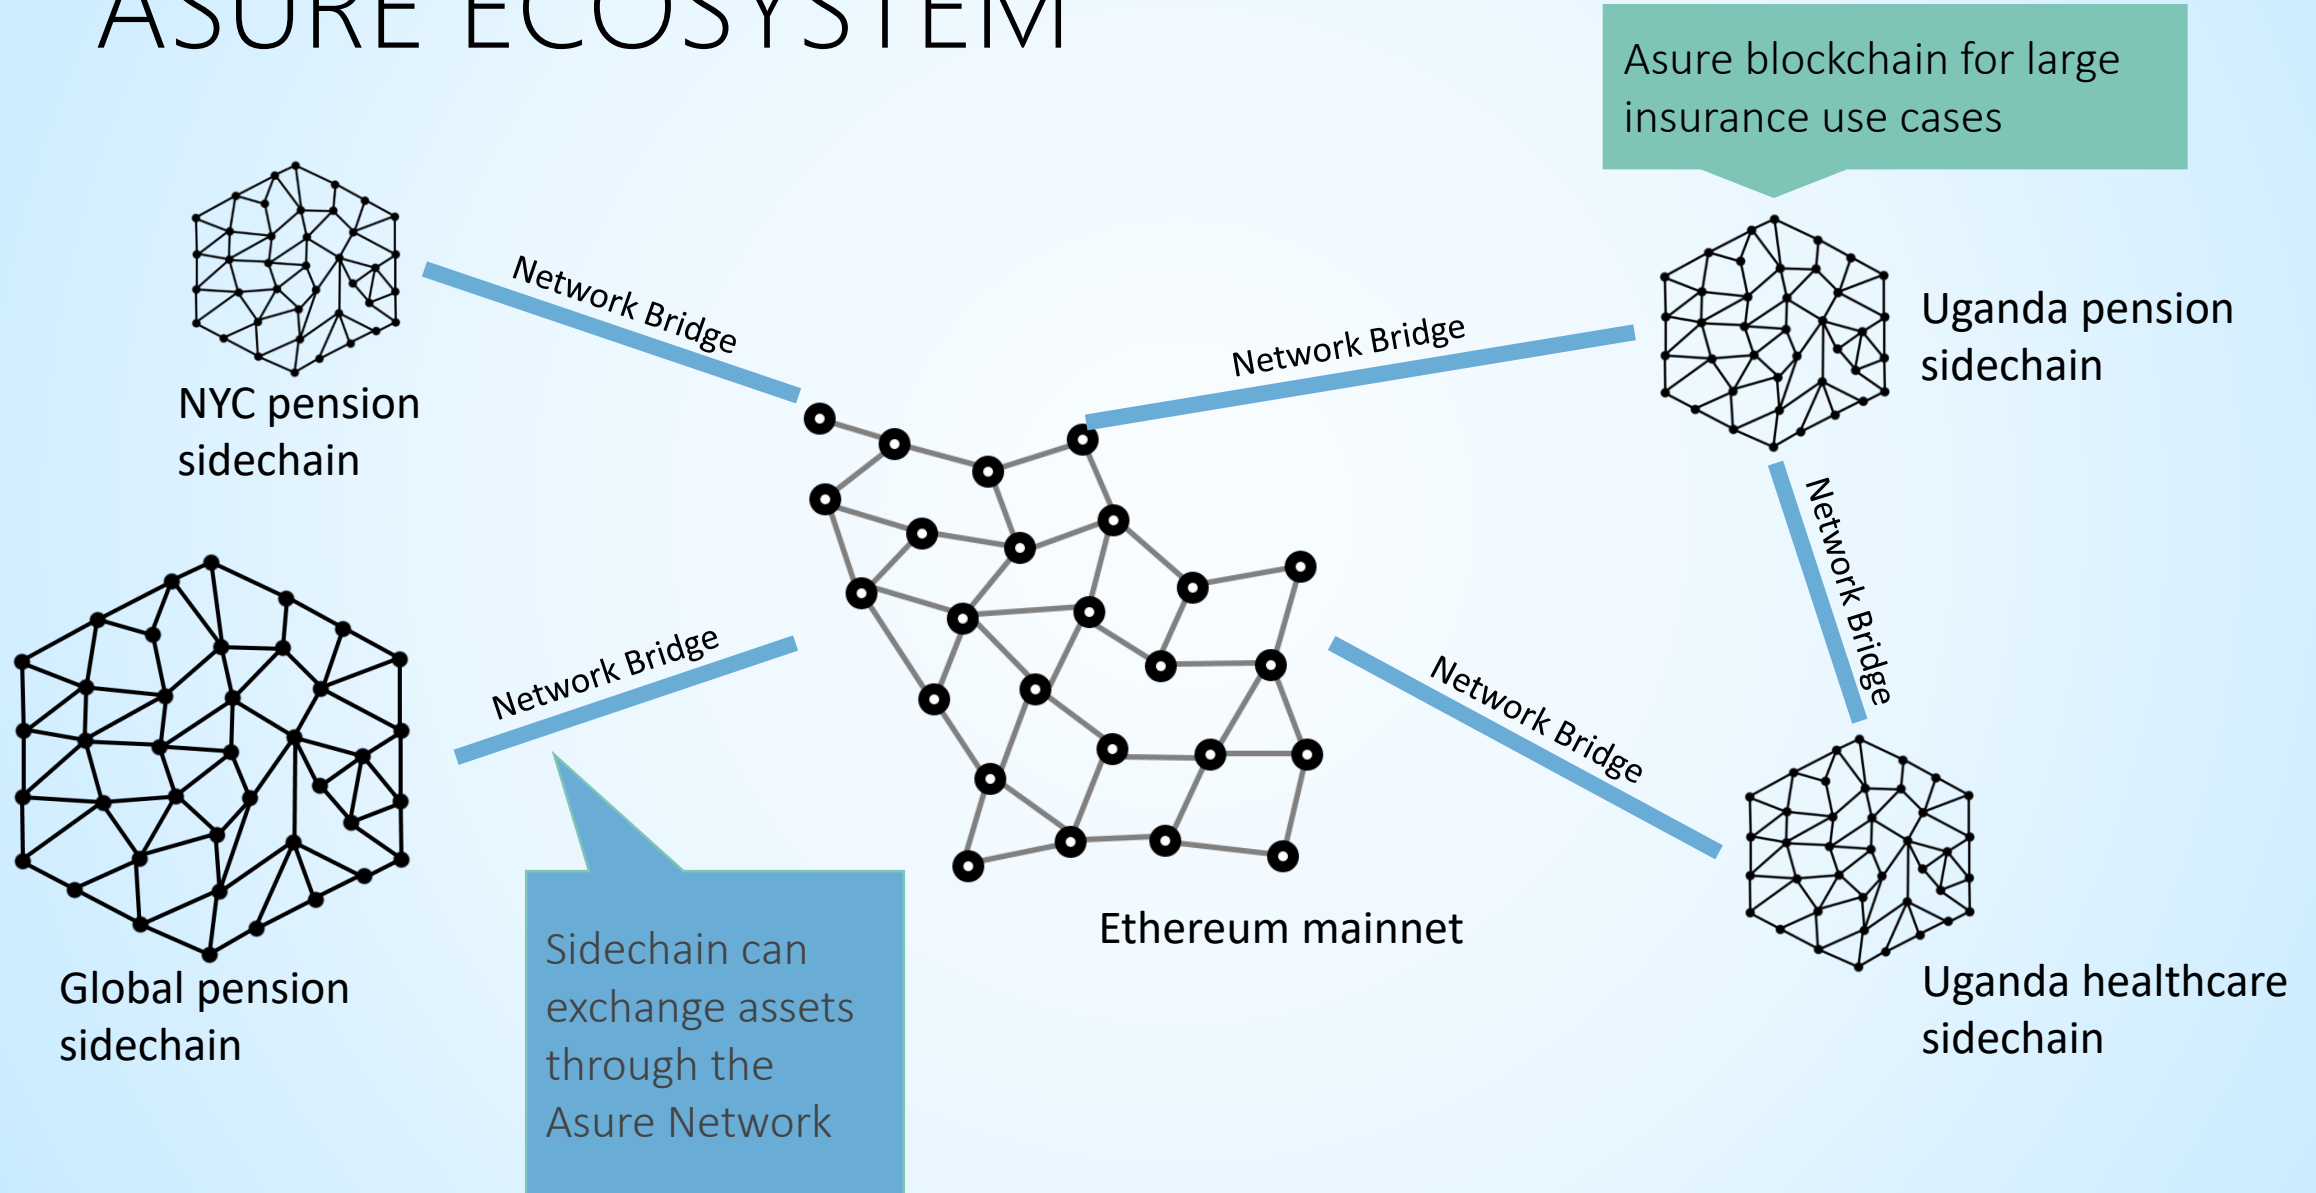 ASURE ECOSYSTEM
Asure blockchain for large
insurance use cases
Network Bridge
NYC pension
sidechain
Network Bridge
Uganda pension
sidechain
Network Bridge
Network Bridge
Network Bridge
Global pension
sidechain
Sidechain can
exchange assets
through the
Asure Network
Ethereum mainnet
Uganda healthcare
sidechain